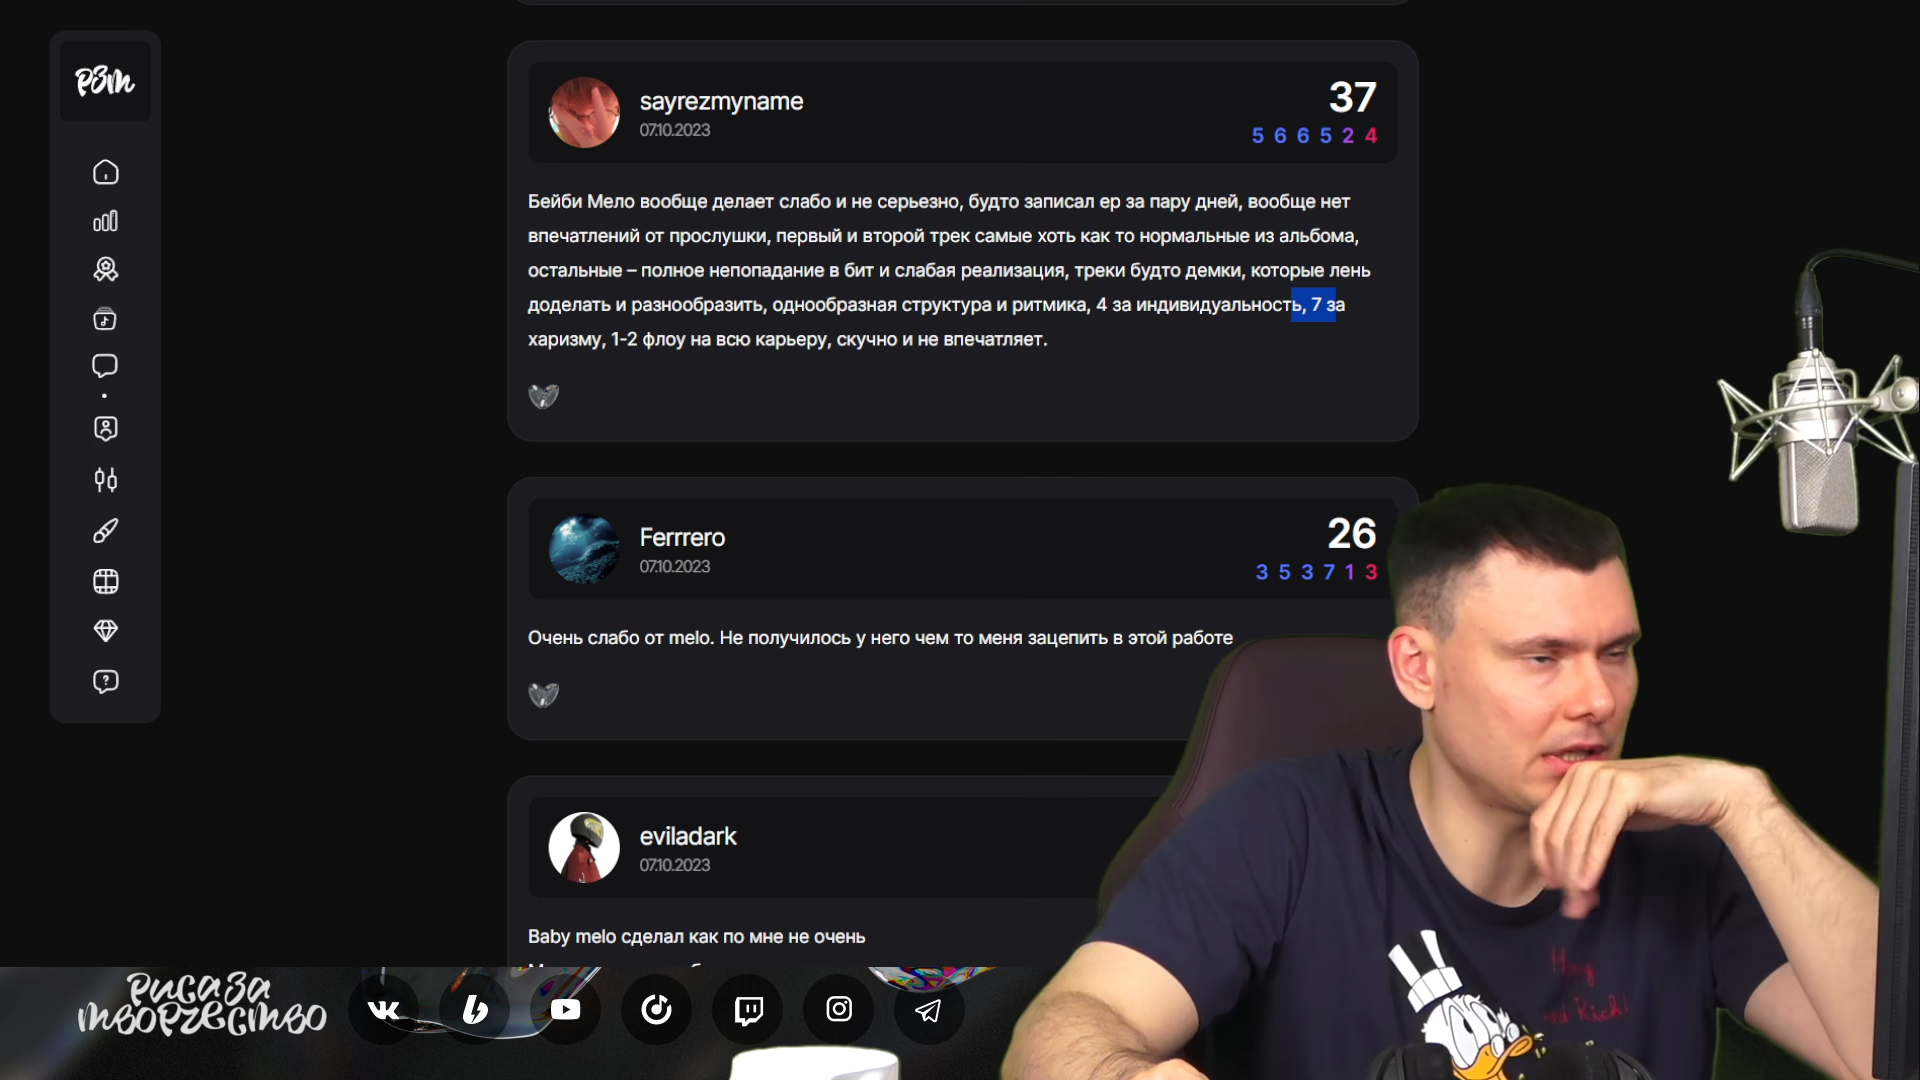 РЗТ
sayrezmyname
07.10.2023
37
5 6 6 5 2 4
Бейби Мело вообще делает слабо и не серьезно, будто записал ер за пару дней, вообще нет
впечатлений от прослушки, первый и второй трек самые хоть как то нормальные из альбома,
остальные – полное непопадание в бит и слабая реализация, треки будто демки, которые лень
доделать и разнообразить, однообразная структура и ритмика, 4 за индивидуальность, 7 за
харизму, 1-2 флоу на всю карьеру, скучно и не впечатляет.
Ferrrero
07.10.2023
26
3 5 3 7 1 3
Очень слабо от melo. Не получилось у него чем то меня зацепить в этой работе
eviladark
07.10.2023
Baby melo сделал как по мне не очень
риса за
творчество